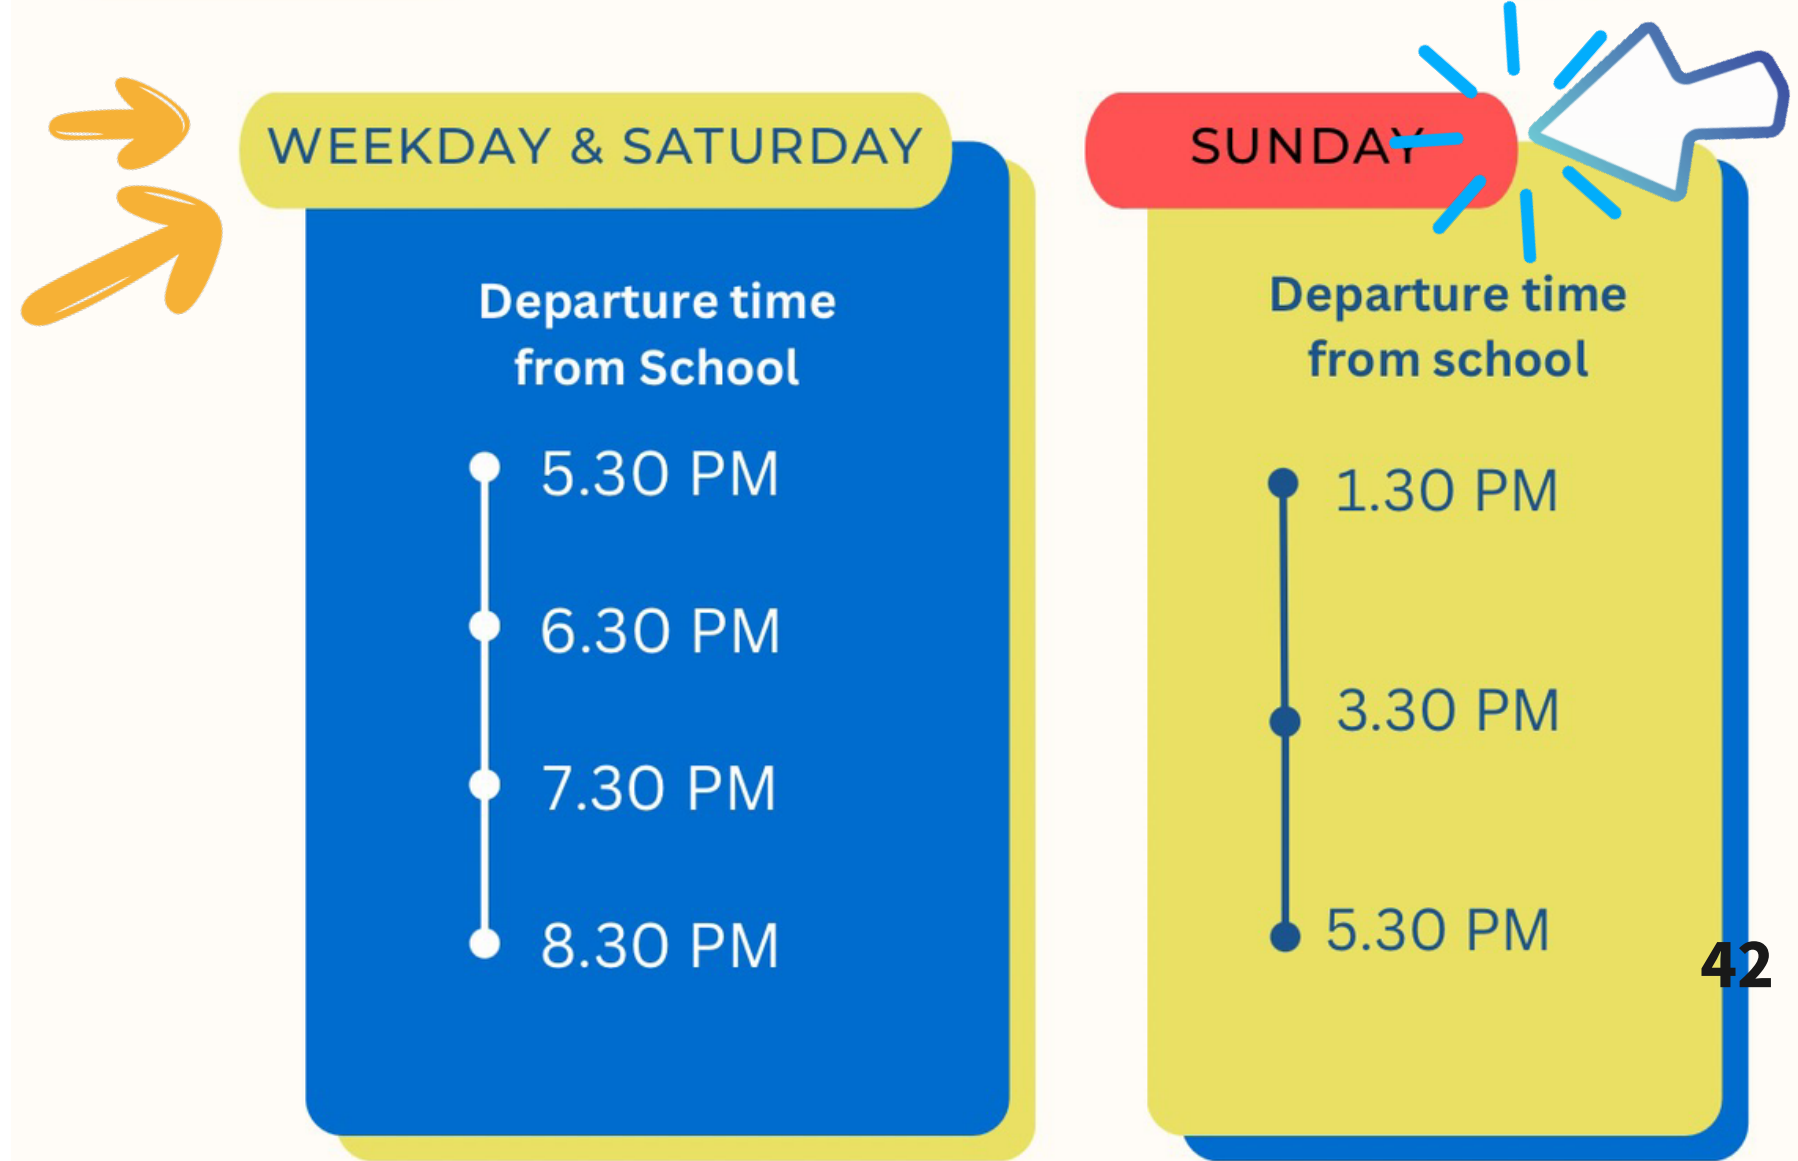 WEEKDAY & SATURDAY
Departure time
from School
5.30 PM
6.30 PM
7.30 PM
8.30 PM
SUNDAY
Departure time
from school
1.30 PM
3.30 PM
5.30 PM
42